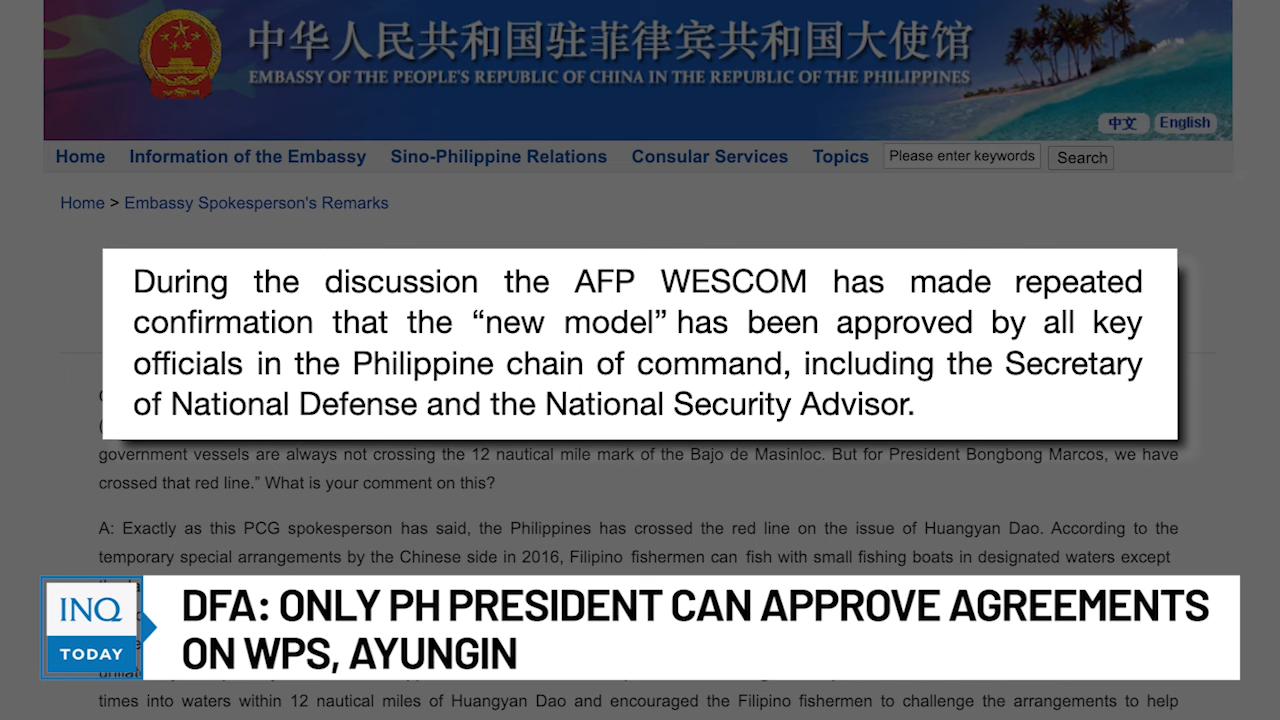 中华人民共和国驻菲律宾共和国大使馆
EMBASSY OF THE PEOPLE'S REPUBLIC OF CHINA IN THE REPUBLIC OF THE PHILIPPINES
中文 English
Home Information of the Embassy Sino-Philippine Relations Consular Services Topics Please enter keywords Search
Home > Embassy Spokesperson's Remarks
During the discussion the AFP WESCOM has made repeated
confirmation that the “new model” has been approved by all key
officials in the Philippine chain of command, including the Secretary
of National Defense and the National Security Advisor.
government vessels are always not crossing the 12 nautical mile mark of the Bajo de Masinloc. But for President Bongbong Marcos, we have
crossed that red line.” What is your comment on this?
A: Exactly as this PCG spokesperson has said, the Philippines has crossed the red line on the issue of Huangyan Dao. According to the
temporary special arrangements by the Chinese side in 2016, Filipino fishermen can fish with small fishing boats in designated waters except
INQ
TODAY
DFA: ONLY PH PRESIDENT CAN APPROVE AGREEMENTS
ON WPS, AYUNGIN
times into waters within 12 nautical miles of Huangyan Dao and encouraged the Filipino fishermen to challenge the arrangements to help